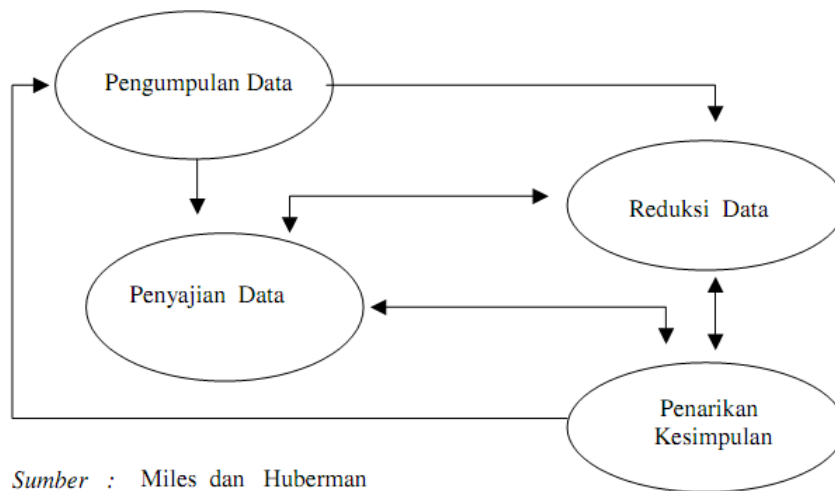 Pengumpulan Data
Reduksi Data
Penyajian Data
Penarikan
Kesimpulan
Sumber : Miles dan Huberman